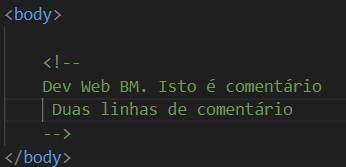 <body>
<!--
Dev Web BM. Isto é comentário
Duas linhas de comentário
-->
</body>